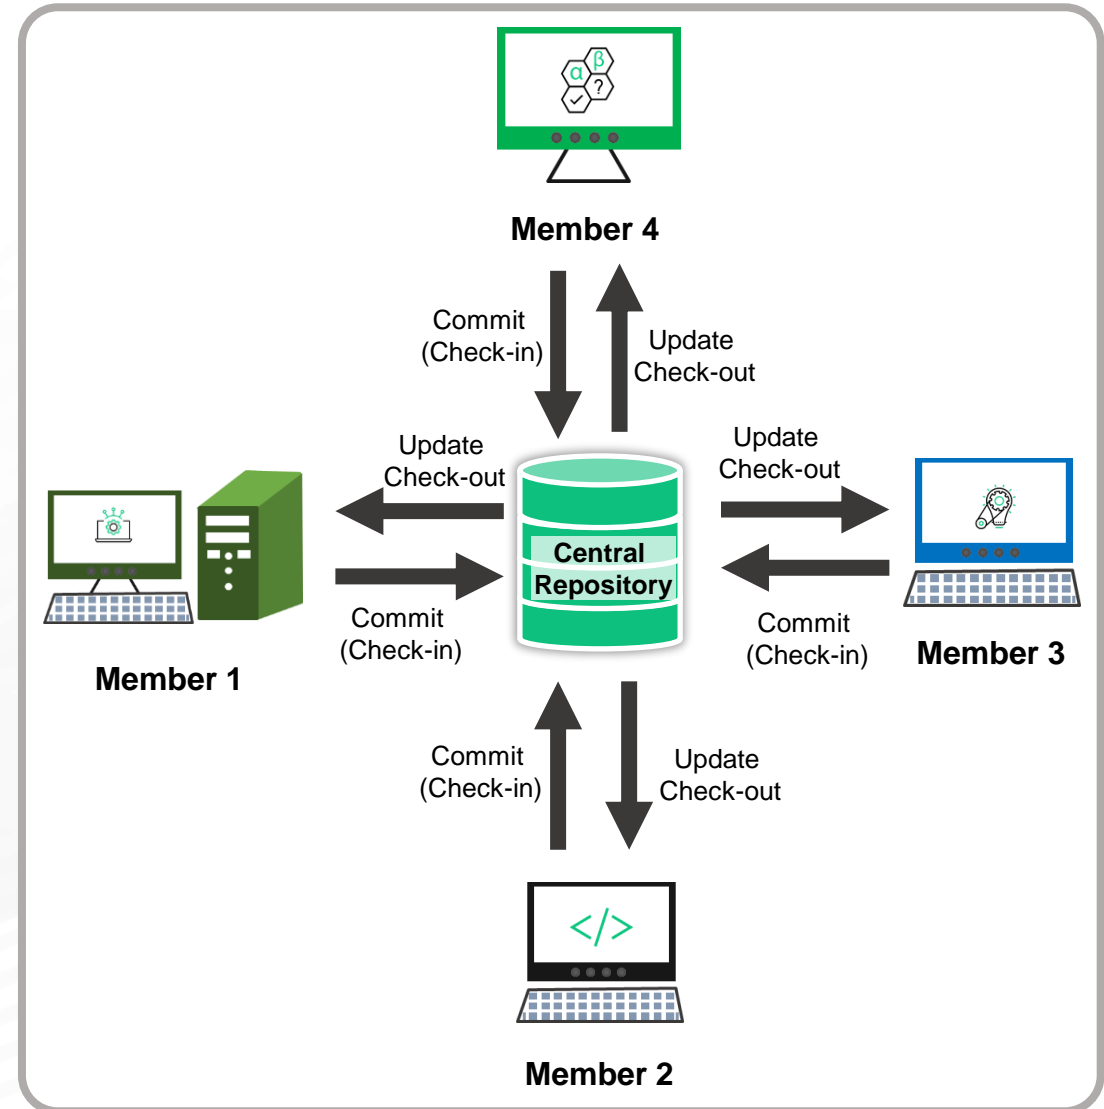 α
β
?
Member 4
Commit
(Check-in)
Update
Check-out
Update
Check-out
Update
Check-out
Central
Repository
Commit
(Check-in)
Commit
(Check-in)
Member 1
Member 3
Commit
(Check-in)
Update
Check-out
</>
Member 2